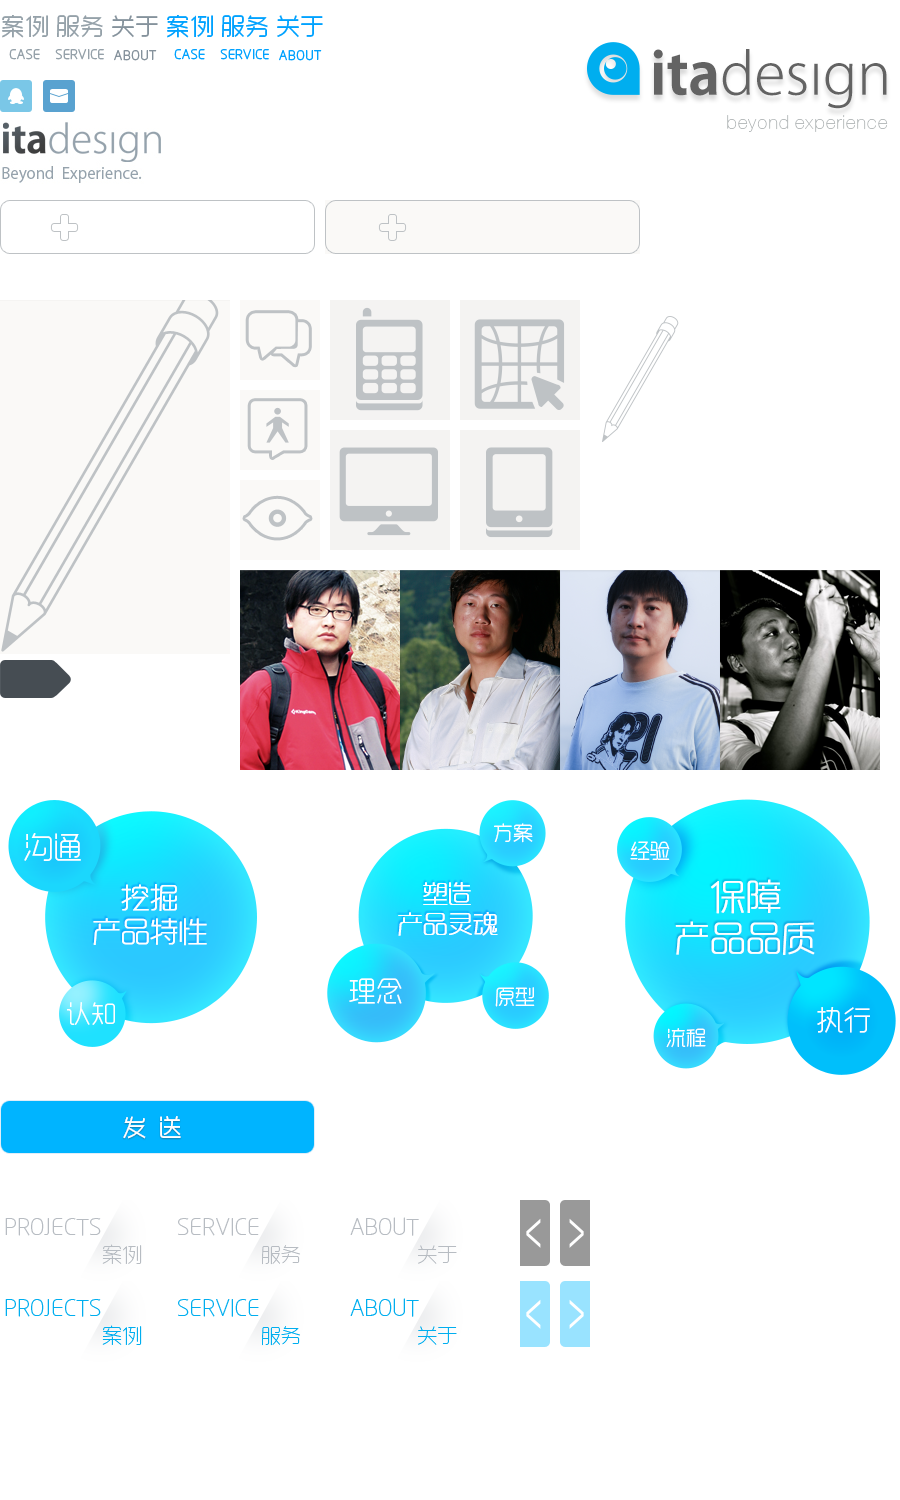 案例 服务 关于 案例 服务 关于
CASE SERVICE ABOUT CASE SERVICE ABOUT
itadesign
beyond experience
itadesign
Beyond Experience.
沟通
挖掘
产品特性
认知
方案
塑造
产品灵魂
理念
原型
经验
保障
产品品质
执行
流程
发送
PROJECTS
案例
SERVICE
服务
ABOUT
关于
PROJECTS
案例
SERVICE
服务
ABOUT
关于